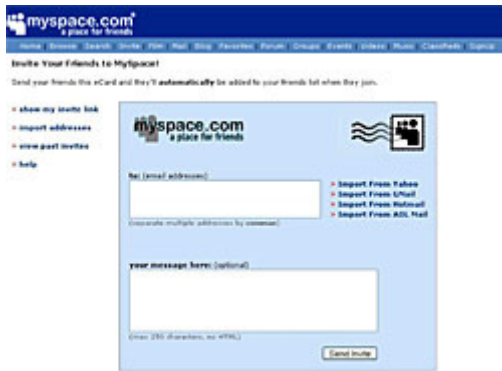 myspace.com
a place for friends
Home Browse Search Invite Film Mail Blog Favorites Forum Groups Events Videos Music Classifieds Signup
Invite Your Friends to MySpace!
Send your friends this eCard and they'll automatically be added to your friends list when they join.
» show my invite link
» import addresses
» view past invites
» help
myspace.com
a place for friends
to: (email addresses)
» Import From Yahoo
» Import From GMail
» Import From Hotmail
» Import From AOL Mail
(separate multiple addresses by commas)
your message here: (optional)
(max 250 characters, no HTML)
Send Invite